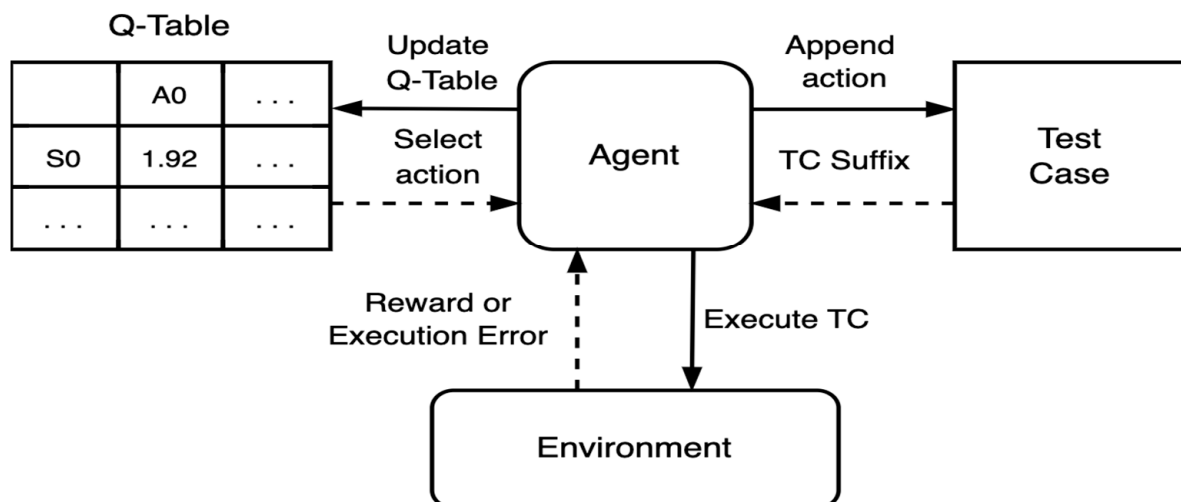 Q-Table
A0 . . .
S0 1.92 . . .
. . . . . . . . .
Update
Q-Table
Select
action
Agent
Append
action
TC Suffix
Test
Case
Reward or
Execution Error
Execute TC
Environment